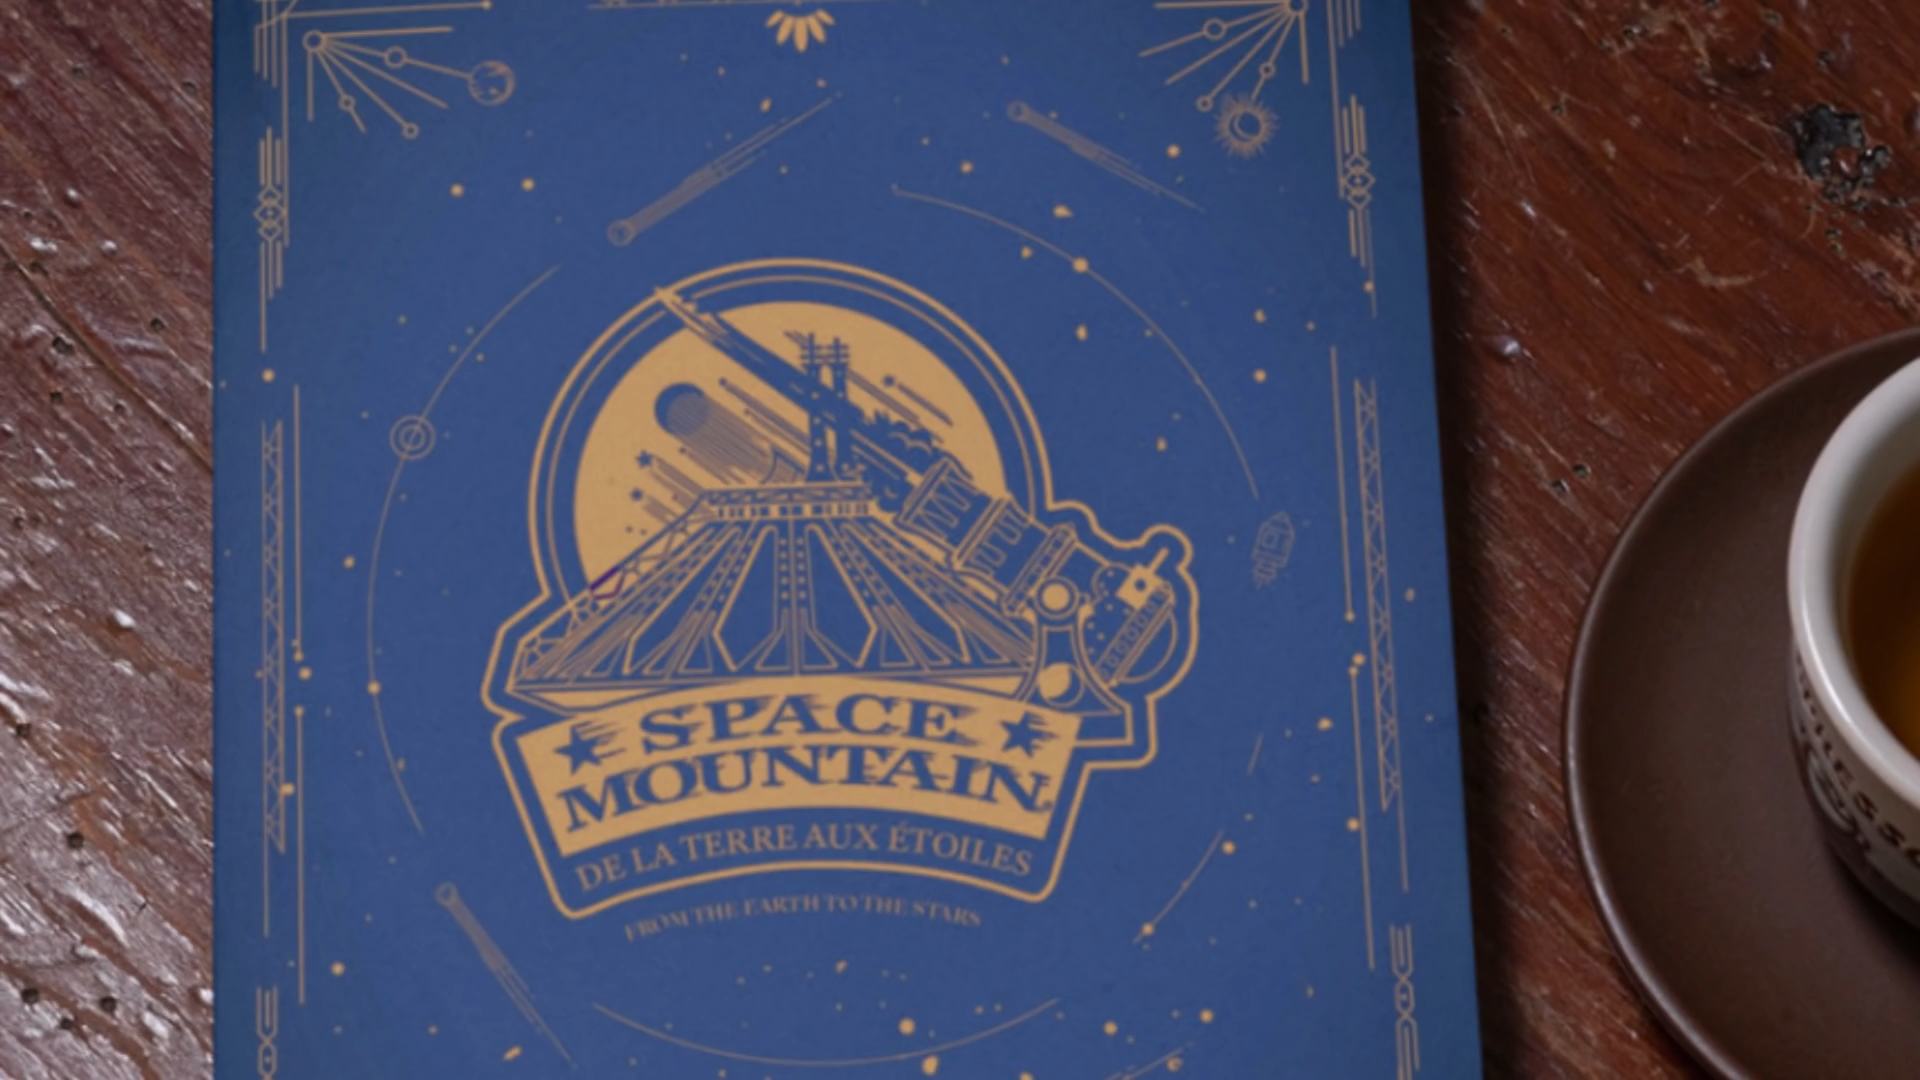 SPACE
MOUNTAIN
DE LA TERRE AUX ÉTOILES
FROM THE EARTH TO THE STARS